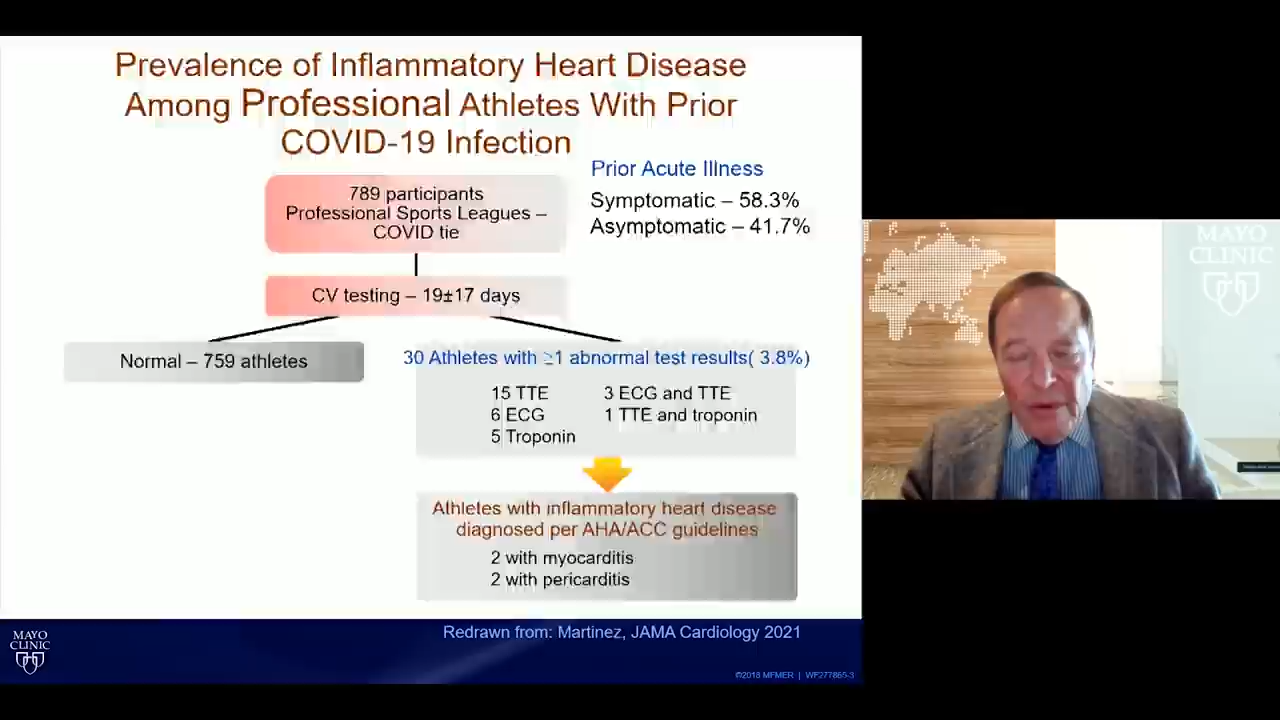 Prevalence of Inflammatory Heart Disease
Among Professional Athletes With Prior
COVID-19 Infection
Prior Acute Illness
Symptomatic – 58.3%
Asymptomatic – 41.7%
789 participants
Professional Sports Leagues –
COVID tie
CV testing – 19±17 days
Normal – 759 athletes
30 Athletes with ≥1 abnormal test results( 3.8%)
15 TTE
6 ECG
5 Troponin
3 ECG and TTE
1 TTE and troponin
Athletes with inflammatory heart disease
diagnosed per AHA/ACC guidelines
2 with myocarditis
2 with pericarditis
Redrawn from: Martinez, JAMA Cardiology 2021
MAYO
CLINIC
©2018 MFMER | WF277865-3
MAYO
CLINIC